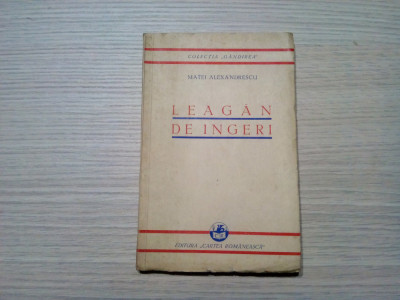 COLECȚIA „GÂNDIREA"
MATEI ALEXANDRESCU
LEAGĂN
DE INGERI
EDITURA „CARTEA ROMÂNEASCĂ"